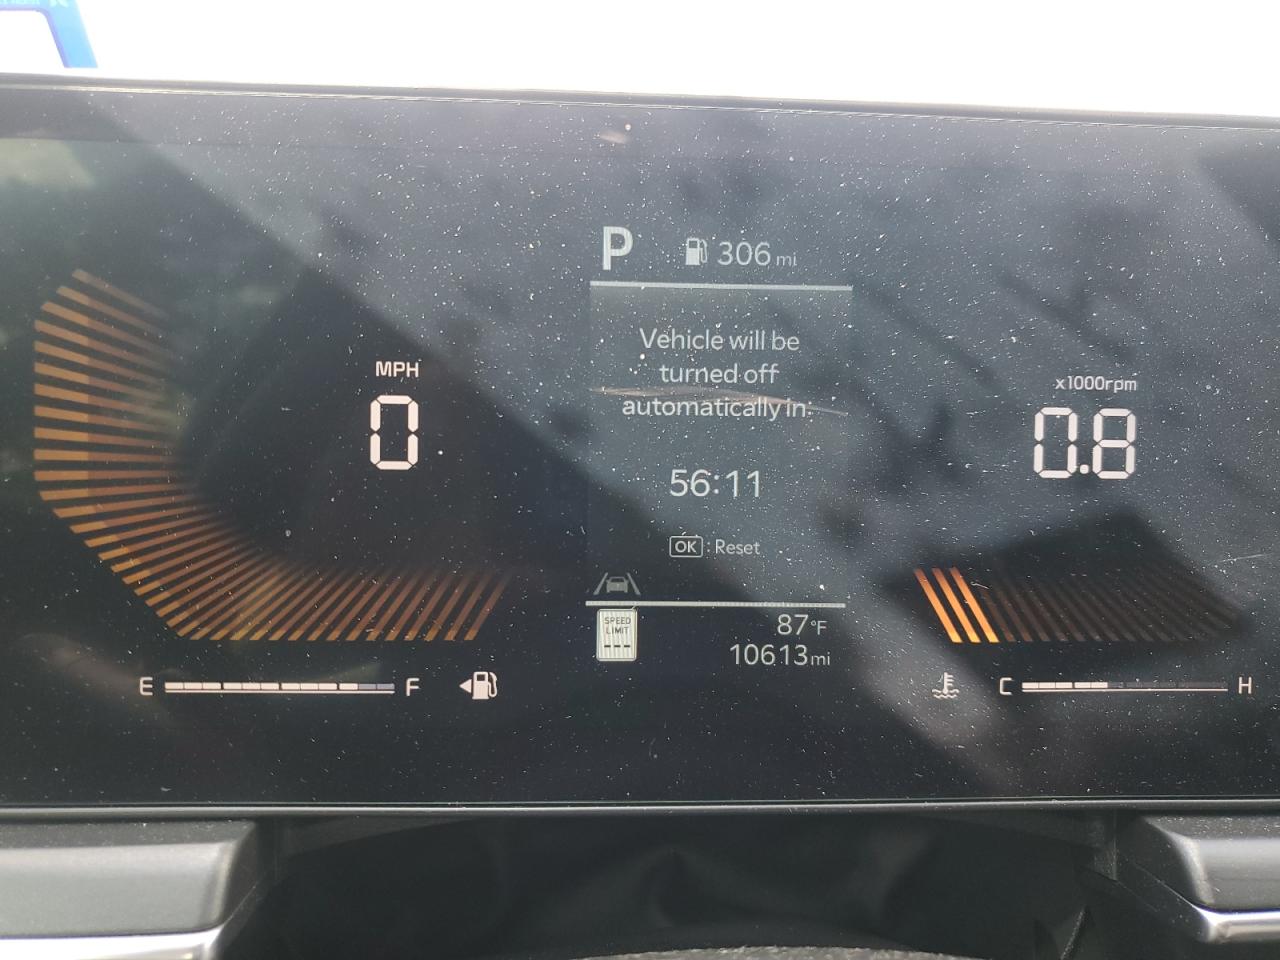 P 306 mi
Vehicle will be
turned off
automatically in:
56:11
OK : Reset
MPH
0
x1000rpm
0.8
SPEED
LIMIT
---
87°F
10613 mi
E F
C H